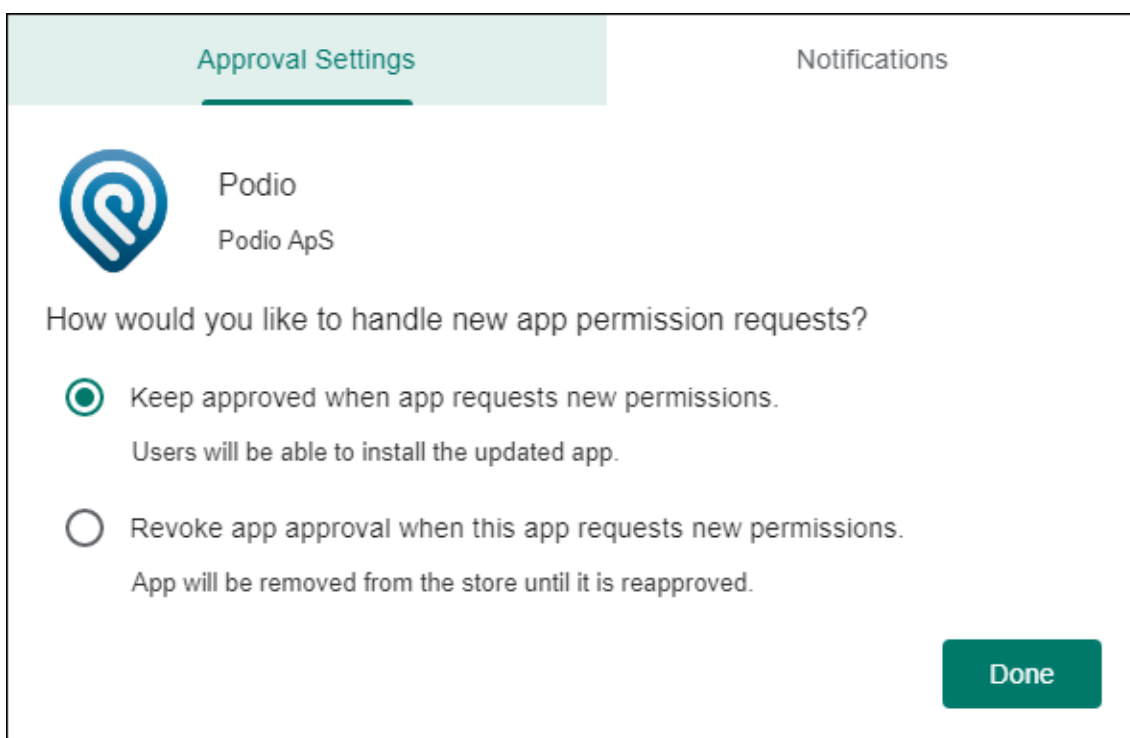 Approval Settings
Notifications
Podio
Podio ApS
How would you like to handle new app permission requests?
Keep approved when app requests new permissions.
Users will be able to install the updated app.
Revoke app approval when this app requests new permissions.
App will be removed from the store until it is reapproved.
Done